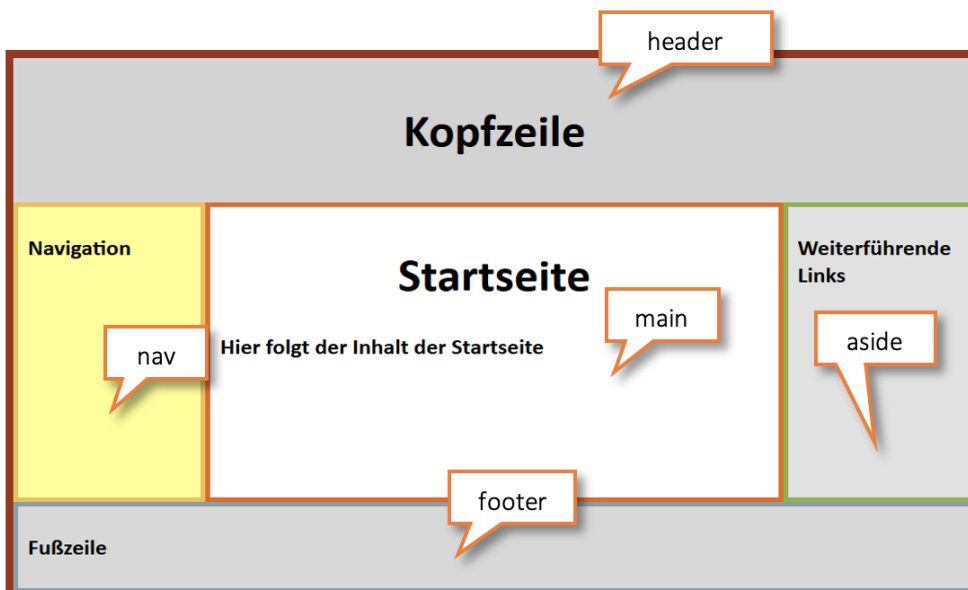 header
Kopfzeile
Navigation
Startseite
Weiterführende
Links
main
nav
Hier folgt der Inhalt der Startseite
aside
footer
Fußzeile